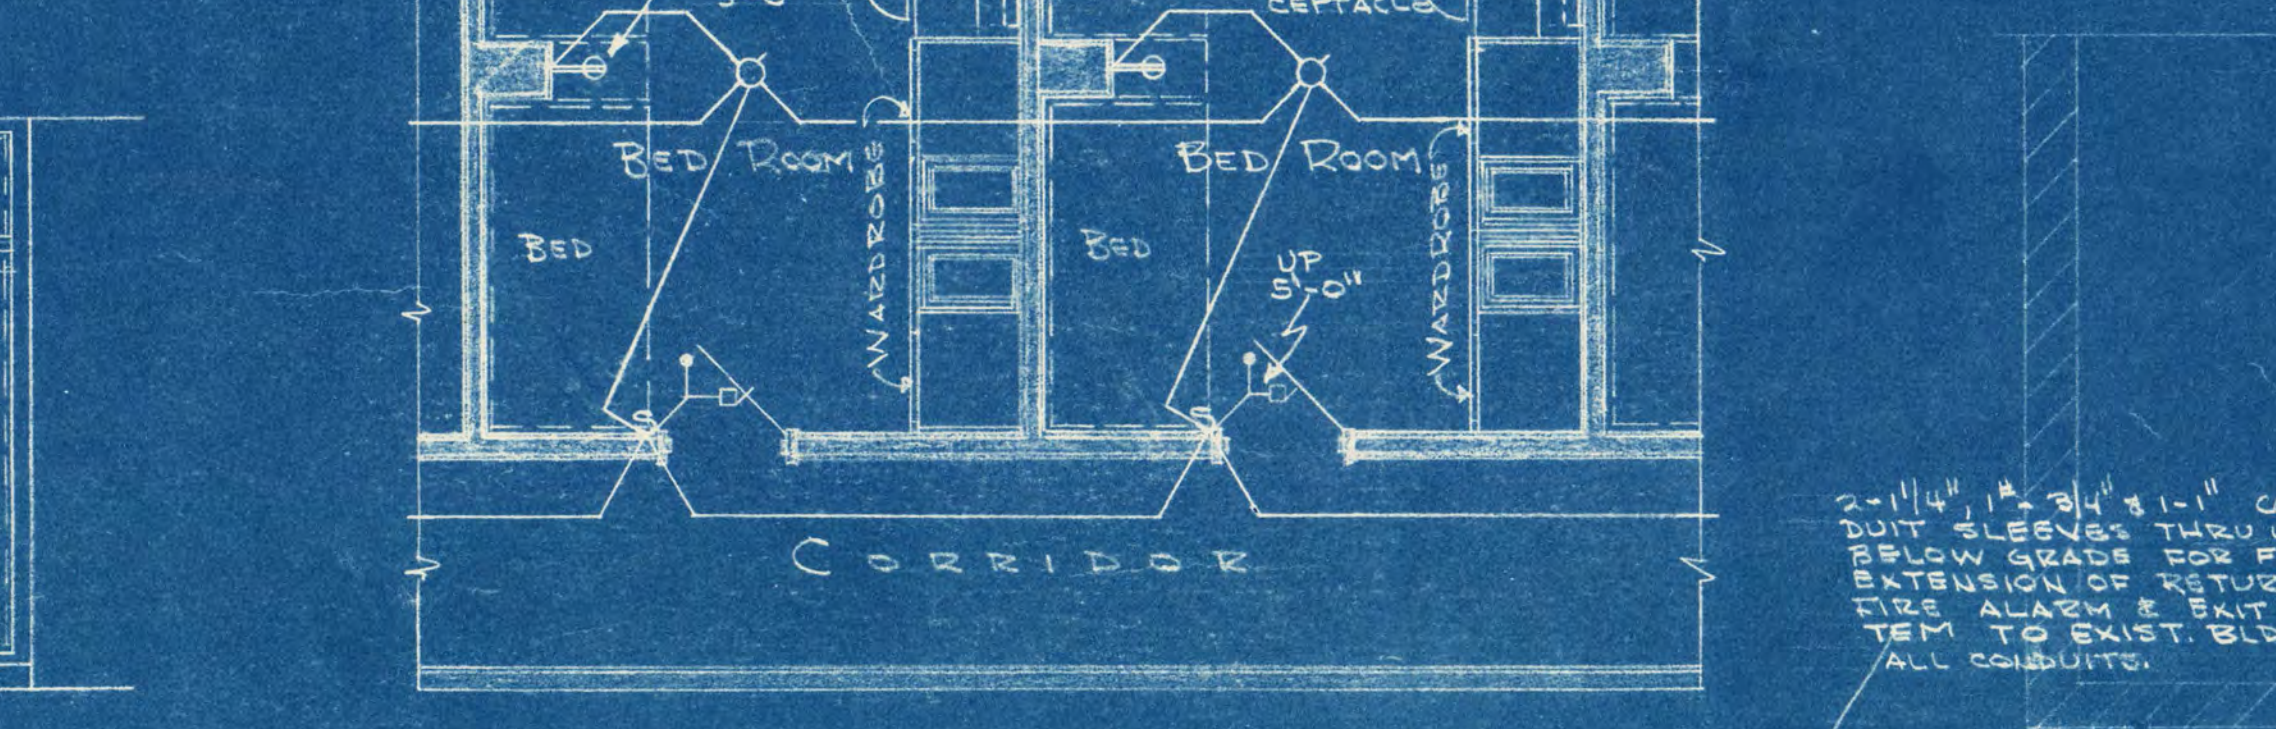 CEPTACLE
BED ROOM
WARDROBE
BED ROOM
WARDROBE
BED
BED
UP
5'-0"
S
S
CORRIDOR
2-1 1/4", 1"- 3/4" & 1-1"
DUIT SLEEVES THRU
BELOW GRADE FOR
EXTENSION OF
FIRE ALARM & EXIT
TEM TO EXIST.
ALL CONDUITS.